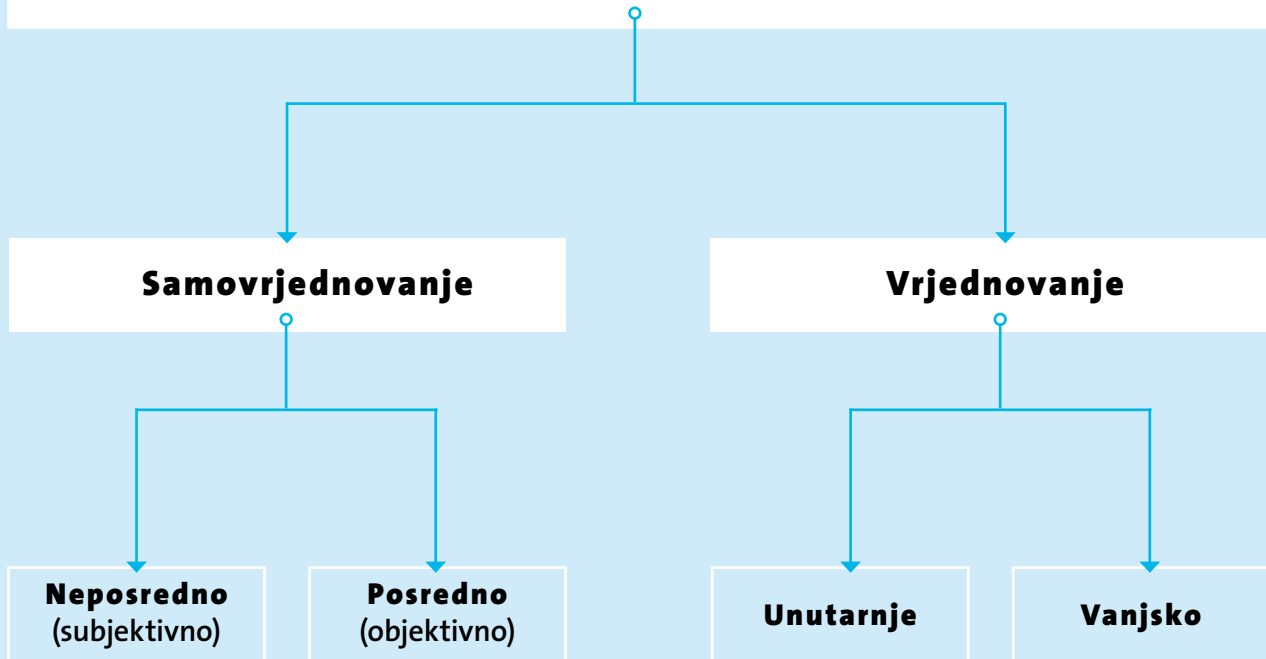 Samovrjednovanje
Vrjednovanje
Neposredno
(subjektivno)
Posredno
(objektivno)
Unutarnje
Vanjsko